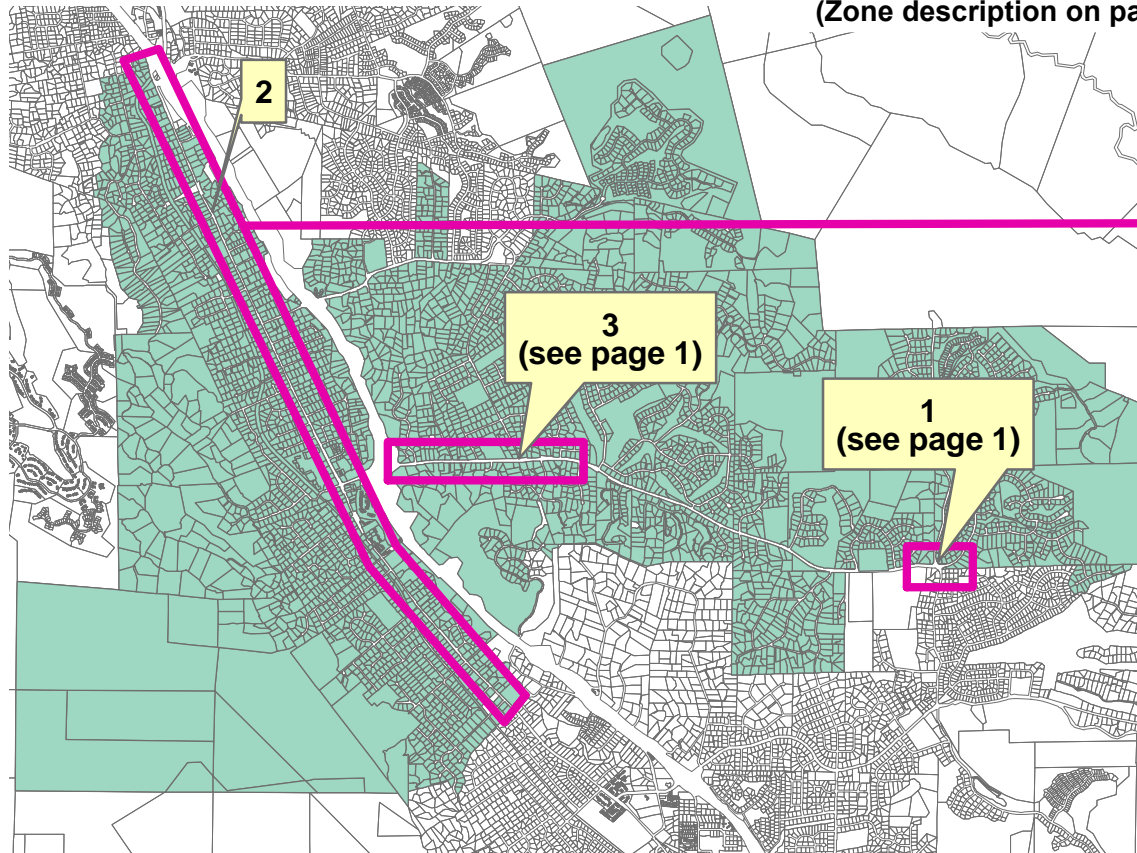 (Zone description on pa
2
3
(see page 1)
1
(see page 1)